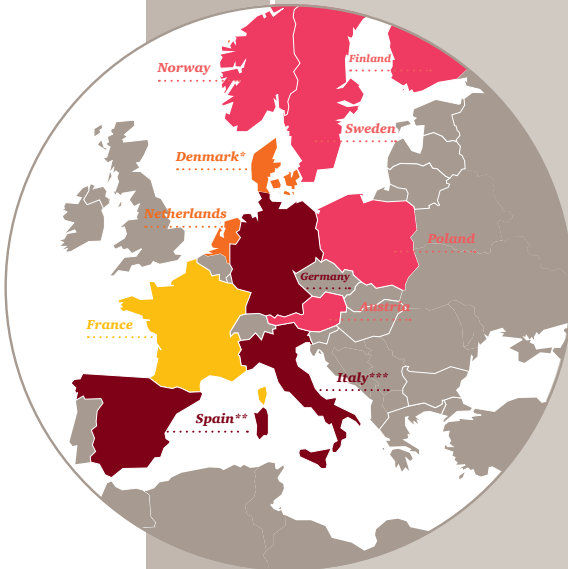 Norway
Finland
Sweden
Denmark*
Netherlands
Poland
Germany
Austria
France
Italy***
Spain**